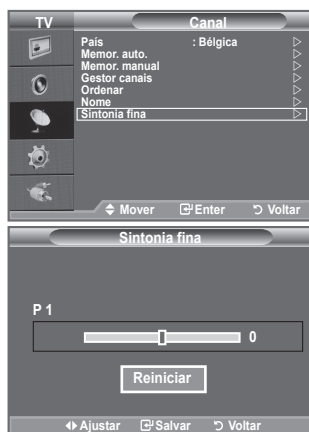 TV Canal
País : Bélgica
Memor. auto.
Memor. manual
Gestor canais
Ordenar
Nome
Sintonia fina
Mover Enter Voltar
Sintonia fina
P 1
0
Reiniciar
Ajustar Salvar Voltar